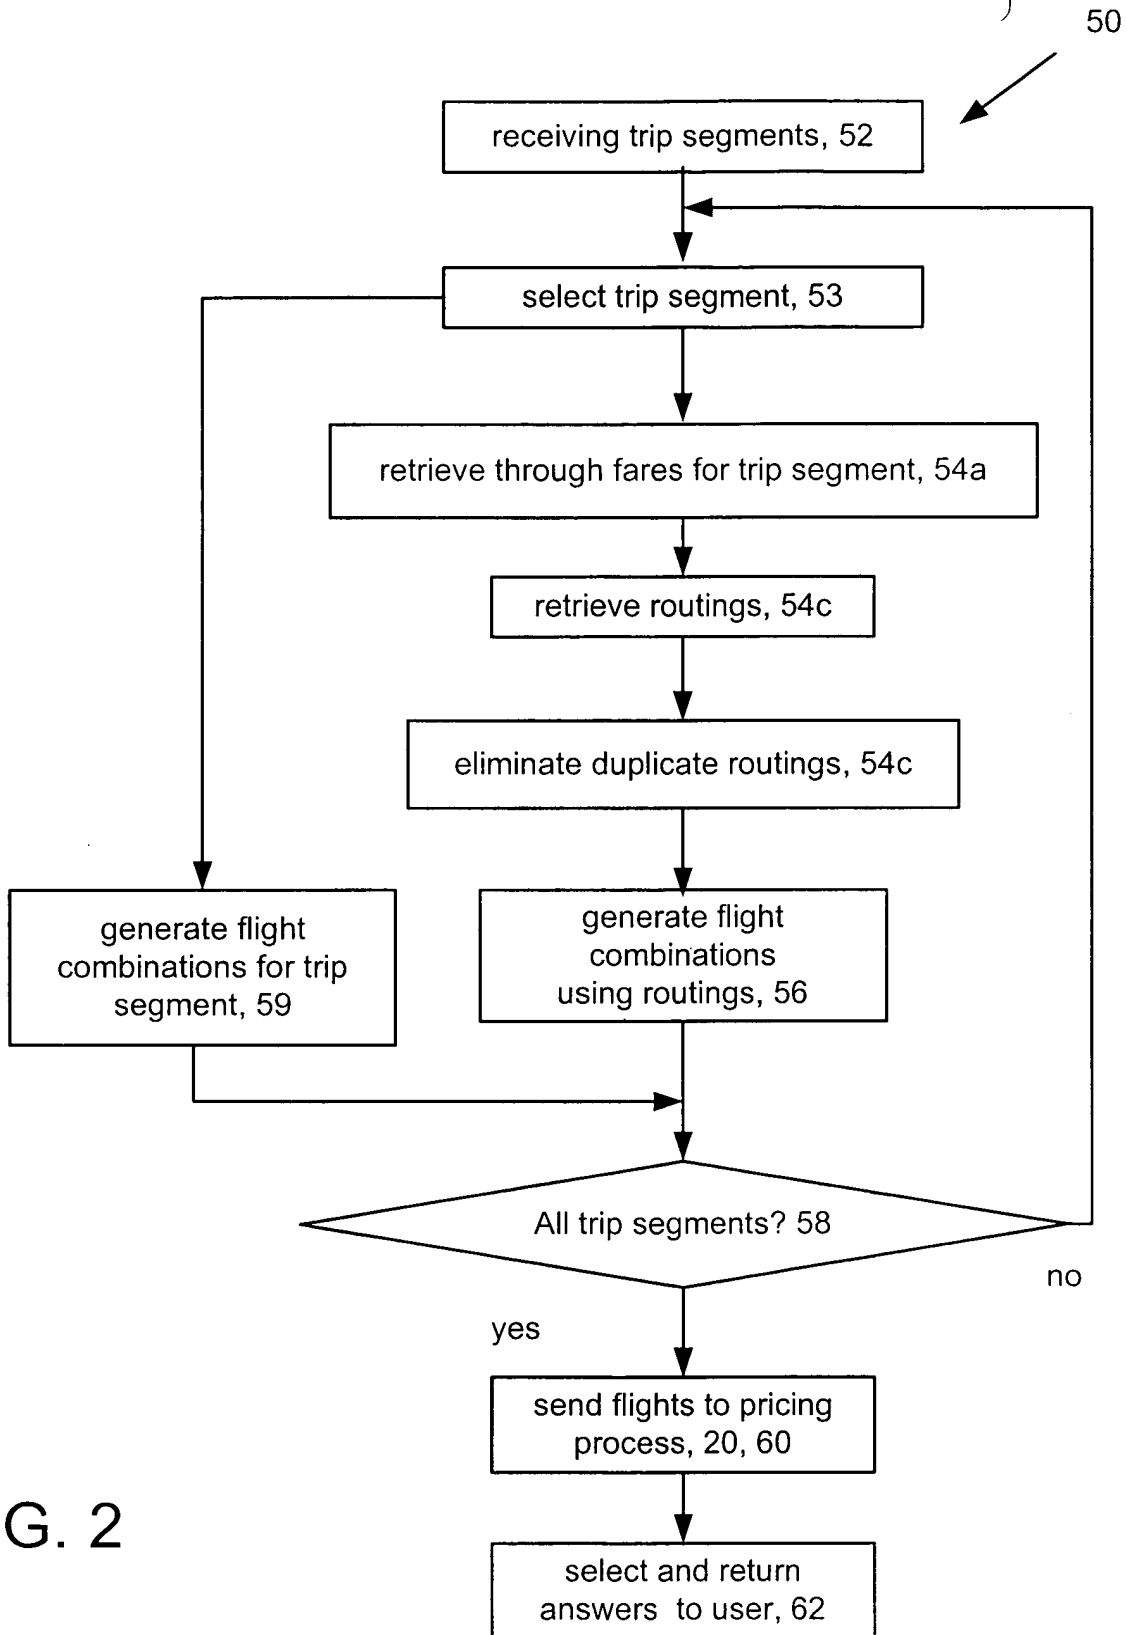 50
receiving trip segments, 52
select trip segment, 53
retrieve through fares for trip segment, 54a
retrieve routings, 54c
eliminate duplicate routings, 54c
generate flight
combinations for trip
segment, 59
generate flight
combinations
using routings, 56
All trip segments? 58
no
yes
send flights to pricing
process, 20, 60
G. 2
select and return
answers to user, 62